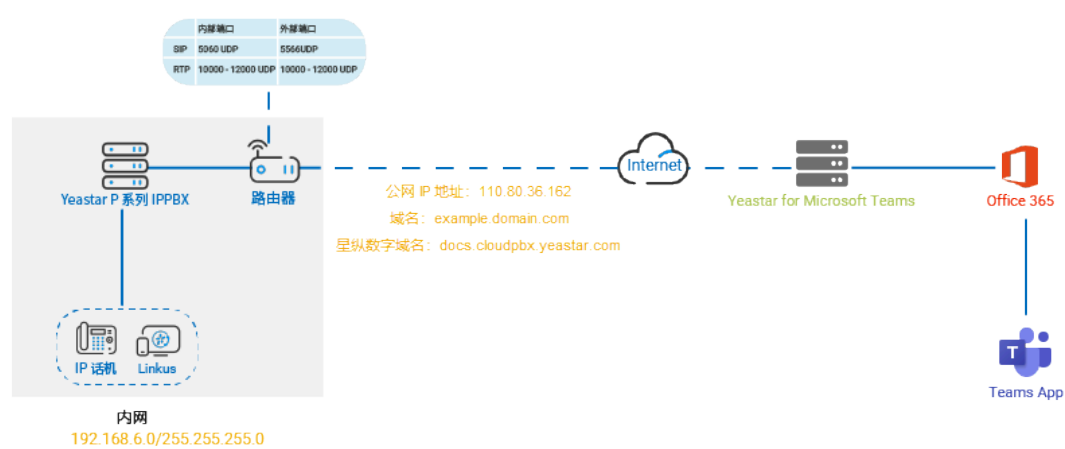 内部端口 外部端口
SIP 5060 UDP 5566UDP
RTP 10000 - 12000 UDP 10000 - 12000 UDP
Internet
Yeastar P 系列 IPPBX
路由器
公网 IP 地址：110.80.36.162
域名：example.domain.com
星纵数字域名：docs.cloudpbx.yeastar.com
Yeastar for Microsoft Teams
Office 365
IP 话机
Linkus
T
Teams App
内网
192.168.6.0/255.255.255.0